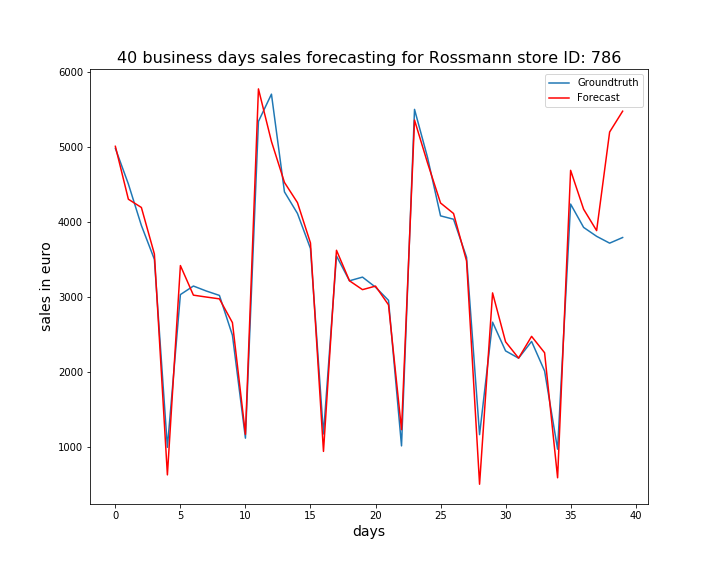 40 business days sales forecasting for Rossmann store ID: 786
Groundtruth
Forecast
sales in euro
6000
5000
4000
3000
2000
1000
0 5 10 15 20 25 30 35 40
days